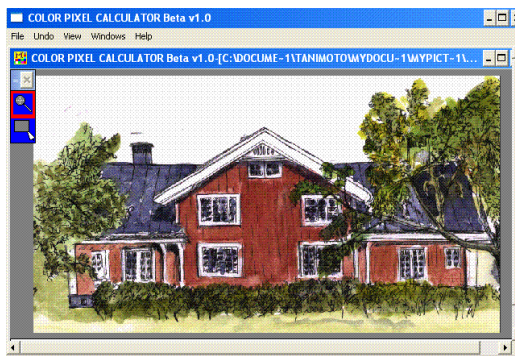 COLOR PIXEL CALCULATOR Beta v1.0
File Undo View Windows Help
COLOR PIXEL CALCULATOR Beta v1.0-[C:\DOCUME~1\TANIMOTO\MYDOCU~1\MYPICT~1\...